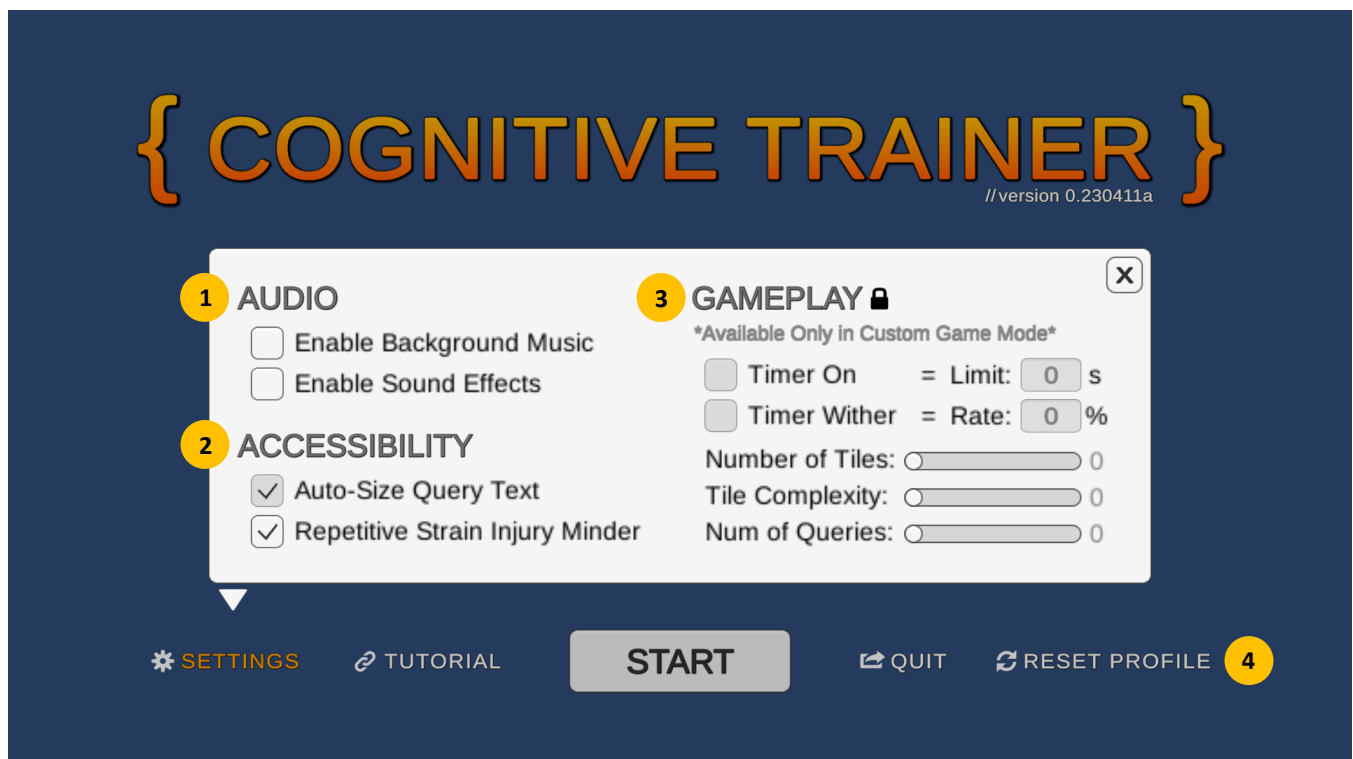 { COGNITIVE TRAINER }
//version 0.230411a
1 AUDIO
Enable Background Music
Enable Sound Effects
2 ACCESSIBILITY
Auto-Size Query Text
Repetitive Strain Injury Minder
X
3 GAMEPLAY
*Available Only in Custom Game Mode*
Timer On = Limit: 0 s
Timer Wither = Rate: 0 %
Number of Tiles: 0
Tile Complexity: 0
Num of Queries: 0
SETTINGS TUTORIAL START QUIT RESET PROFILE 4